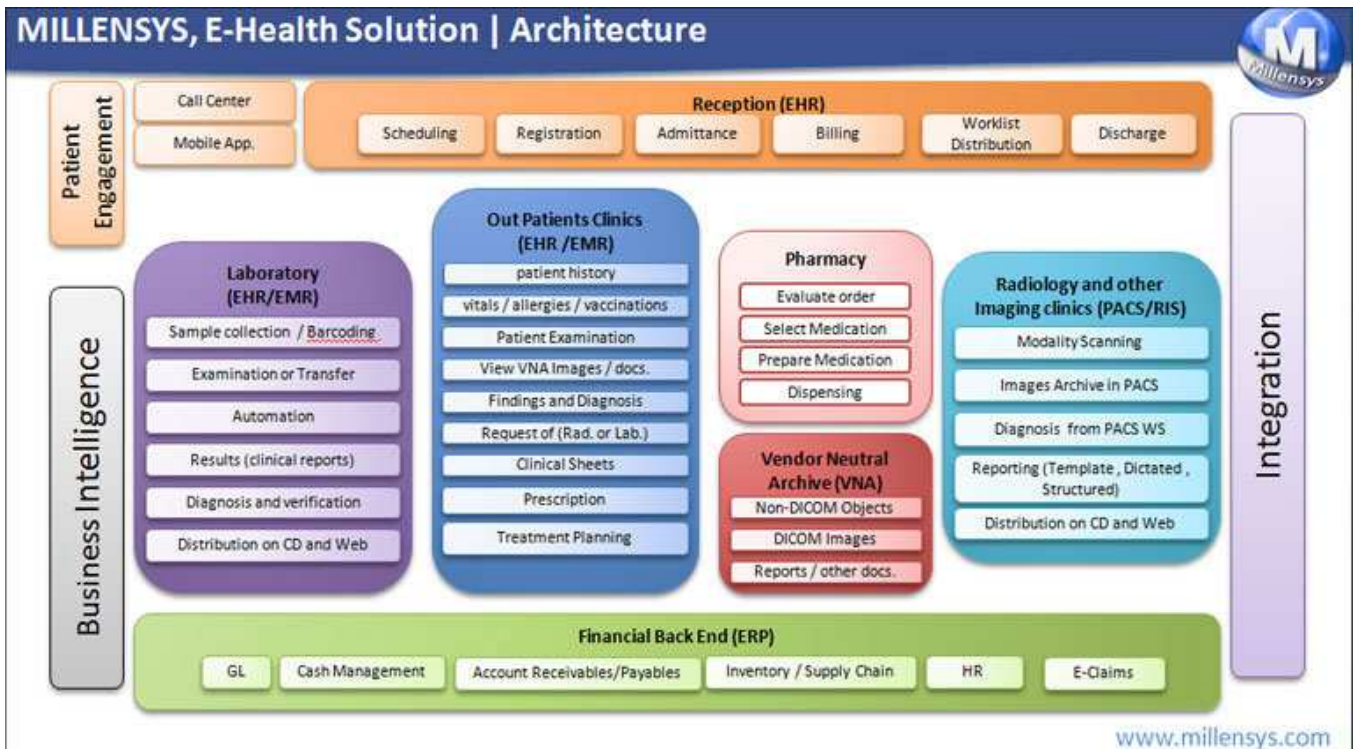 MILLENSYS, E-Health Solution | Architecture
M
Millensys
Patient
Engagement
Call Center
Mobile App.
Reception (EHR)
Scheduling
Registration
Admittance
Billing
Worklist
Distribution
Discharge
Business Intelligence
Laboratory
(EHR/EMR)
Sample collection / Barcoding
Examination or Transfer
Automation
Results (clinical reports)
Diagnosis and verification
Distribution on CD and Web
Out Patients Clinics
(EHR /EMR)
patient history
vitals / allergies / vaccinations
Patient Examination
View VNA Images / docs.
Findings and Diagnosis
Request of (Rad. or Lab.)
Clinical Sheets
Prescription
Treatment Planning
Pharmacy
Evaluate order
Select Medication
Prepare Medication
Dispensing
Vendor Neutral
Archive (VNA)
Non-DICOM Objects
DICOM Images
Reports / other docs.
Radiology and other
Imaging clinics (PACS/RIS)
Modality Scanning
Images Archive in PACS
Diagnosis from PACS WS
Reporting (Template , Dictated ,
Structured)
Distribution on CD and Web
Integration
Financial Back End (ERP)
GL
Cash Management
Account Receivables/Payables
Inventory / Supply Chain
HR
E-Claims
www.millensys.com